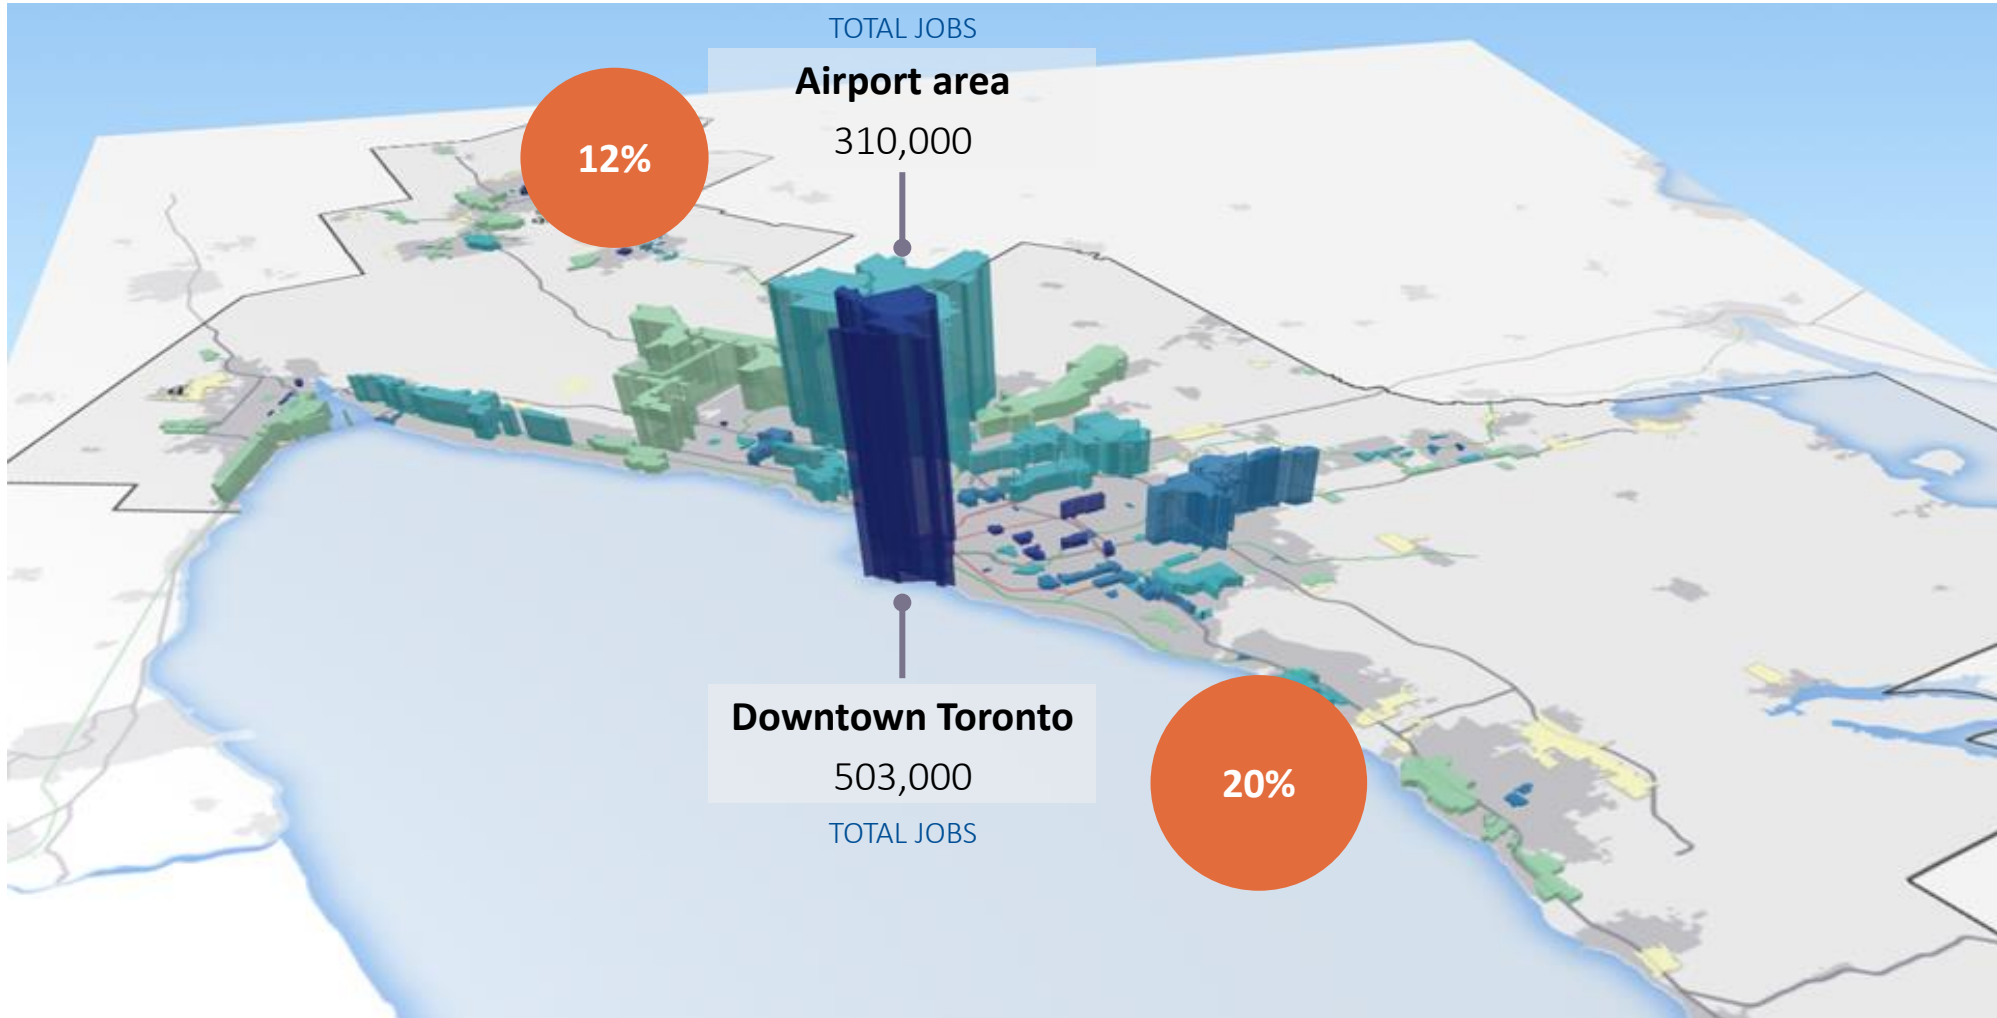 TOTAL JOBS
Airport area
310,000
12%
Downtown Toronto
503,000
TOTAL JOBS
20%